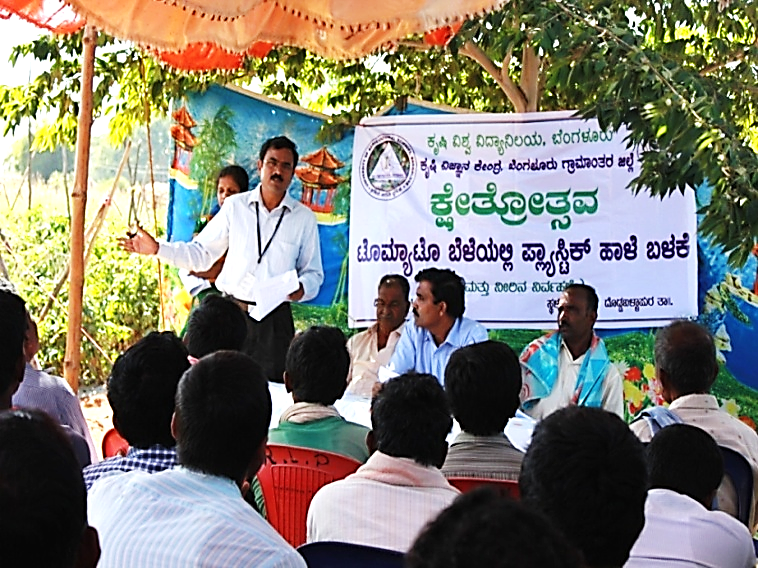 ಕೃಷಿ ವಿಶ್ವ ವಿದ್ಯಾನಿಲಯ, ಬೆಂಗಳೂರು
ಕೃಷಿ ವಿಜ್ಞಾನ ಕೇಂದ್ರ, ಬೆಂಗಳೂರು ಗ್ರಾಮಾಂತರ ಜಿಲ್ಲೆ
ಕ್ಷೇತ್ರೋತ್ಸವ
ಟೊಮ್ಯಾಟೊ ಬೆಳೆಯಲ್ಲಿ ಪ್ಲ್ಯಾಸ್ಟಿಕ್ ಹಾಳೆ ಬಳಕೆ
ಮತ್ತು ನೀರಿನ ನಿರ್ವಹಣೆ
ದೊಡ್ಡಬಳ್ಳಾಪುರ ತಾ.
R.L.P